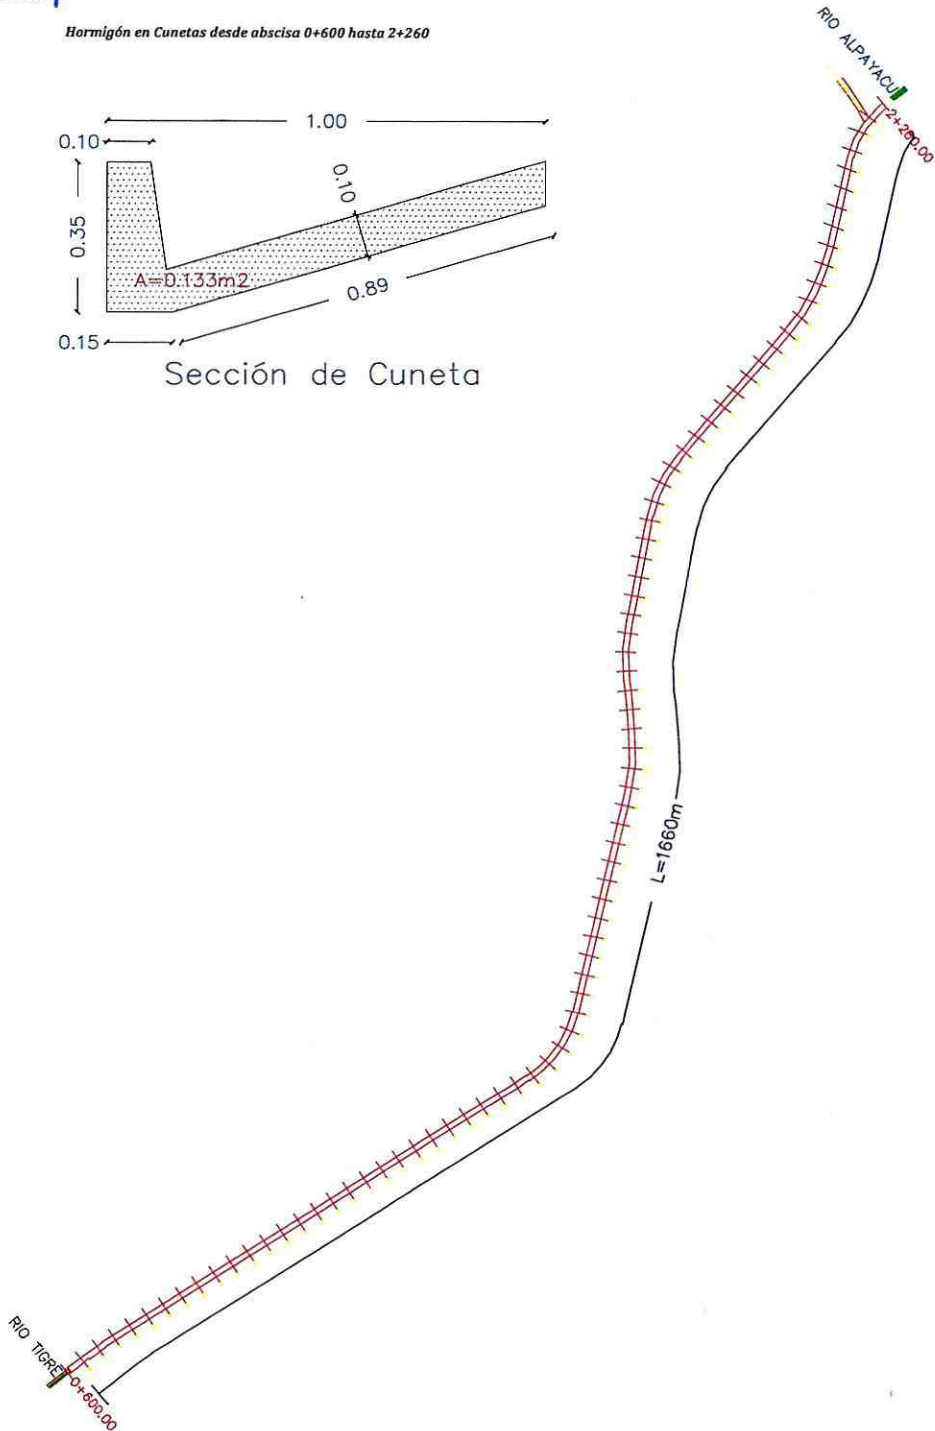 Hormigón en Cunetas desde abscisa 0+600 hasta 2+260
RIO ALPAYACU
2+260.00
1.00
0.10
0.10
0.35
A=0.133m2
0.89
0.15
Sección de Cuneta
L=1660m
RIO TIGRE
0+600.00